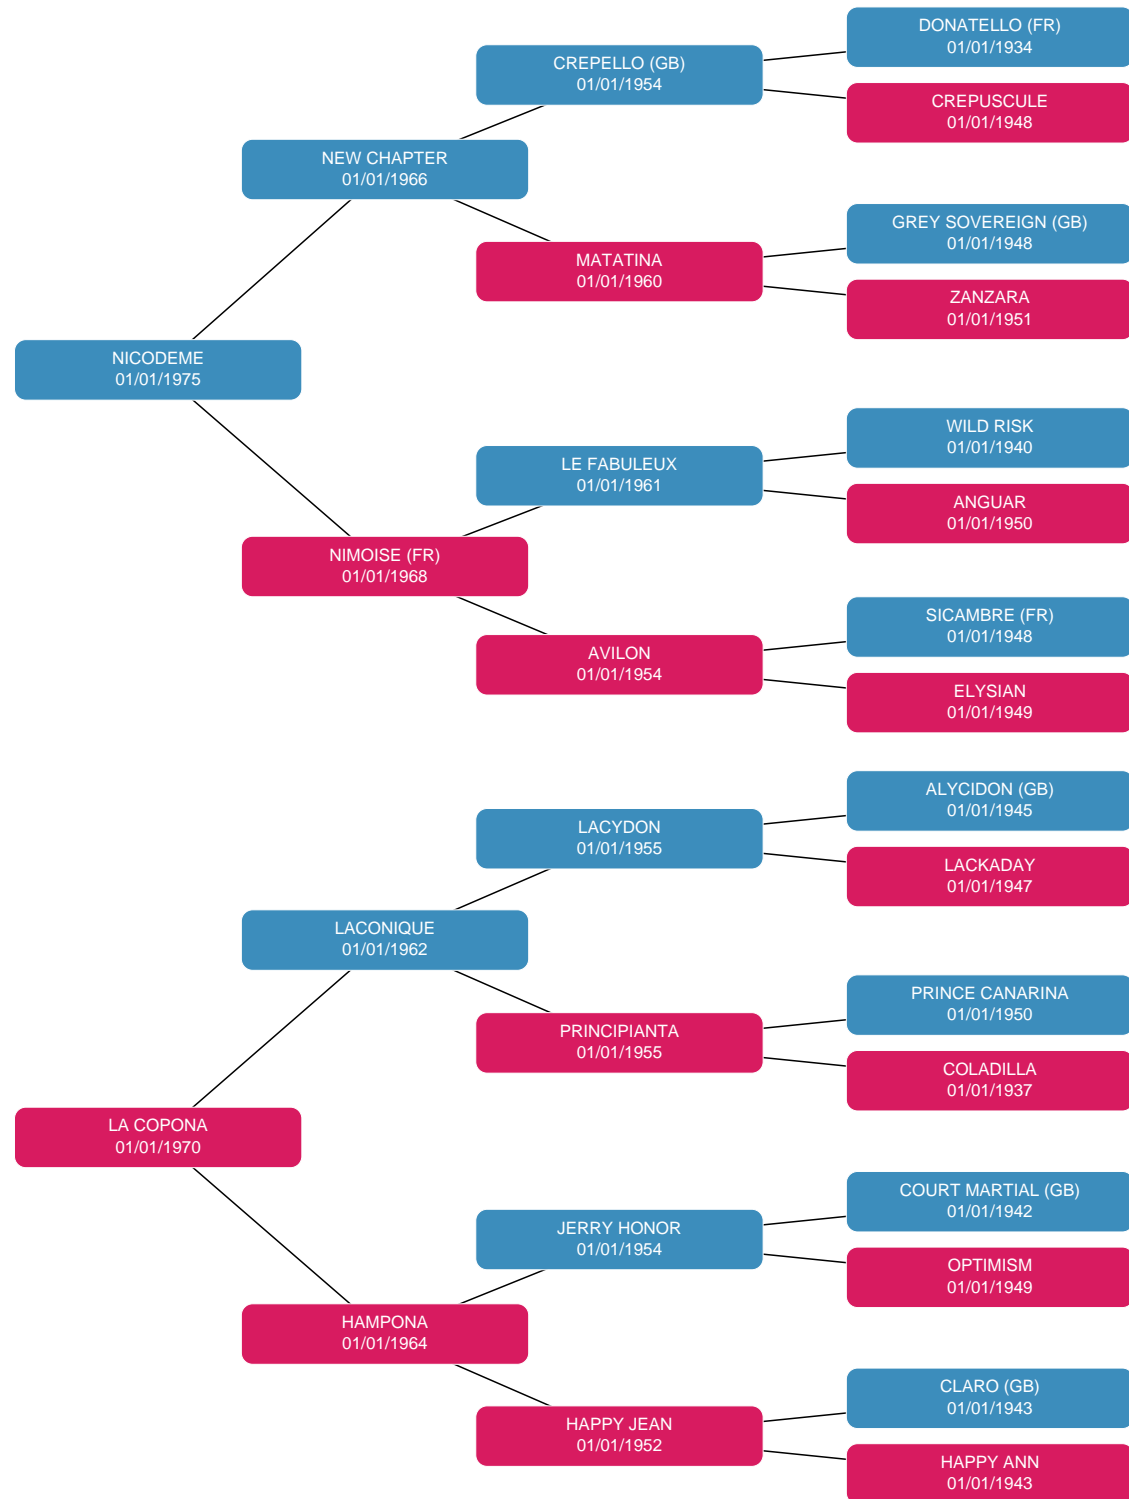 DONATELLO (FR)
01/01/1934
CREPELLO (GB)
01/01/1954
CREPUSCULE
01/01/1948
NEW CHAPTER
01/01/1966
GREY SOVEREIGN (GB)
01/01/1948
MATATINA
01/01/1960
ZANZARA
01/01/1951
NICODEME
01/01/1975
WILD RISK
01/01/1940
LE FABULEUX
01/01/1961
ANGUAR
01/01/1950
NIMOISE (FR)
01/01/1968
SICAMBRE (FR)
01/01/1948
AVILON
01/01/1954
ELYSIAN
01/01/1949
ALYCIDON (GB)
01/01/1945
LACYDON
01/01/1955
LACKADAY
01/01/1947
LACONIQUE
01/01/1962
PRINCE CANARINA
01/01/1950
PRINCIPIANTA
01/01/1955
COLADILLA
01/01/1937
LA COPONA
01/01/1970
COURT MARTIAL (GB)
01/01/1942
JERRY HONOR
01/01/1954
OPTIMISM
01/01/1949
HAMPONA
01/01/1964
CLARO (GB)
01/01/1943
HAPPY JEAN
01/01/1952
HAPPY ANN
01/01/1943